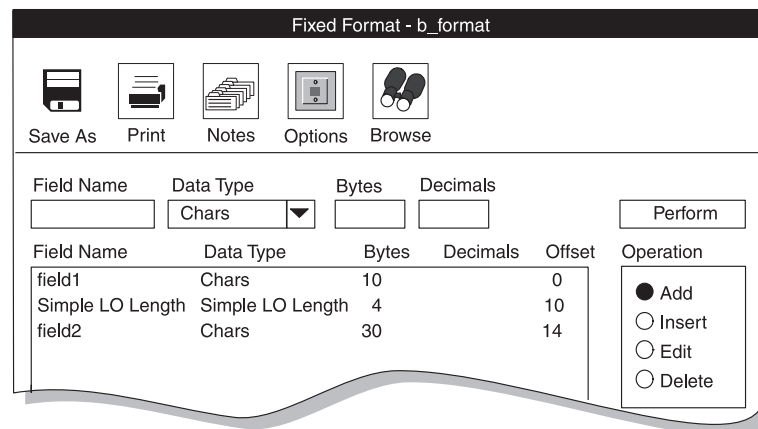 Fixed Format - b_format
Save As Print Notes Options Browse
Field Name Data Type Bytes Decimals
Chars Perform
Field Name Data Type Bytes Decimals Offset Operation
field1 Chars 10 0
Simple LO Length Simple LO Length 4 10
field2 Chars 30 14
Add
Insert
Edit
Delete